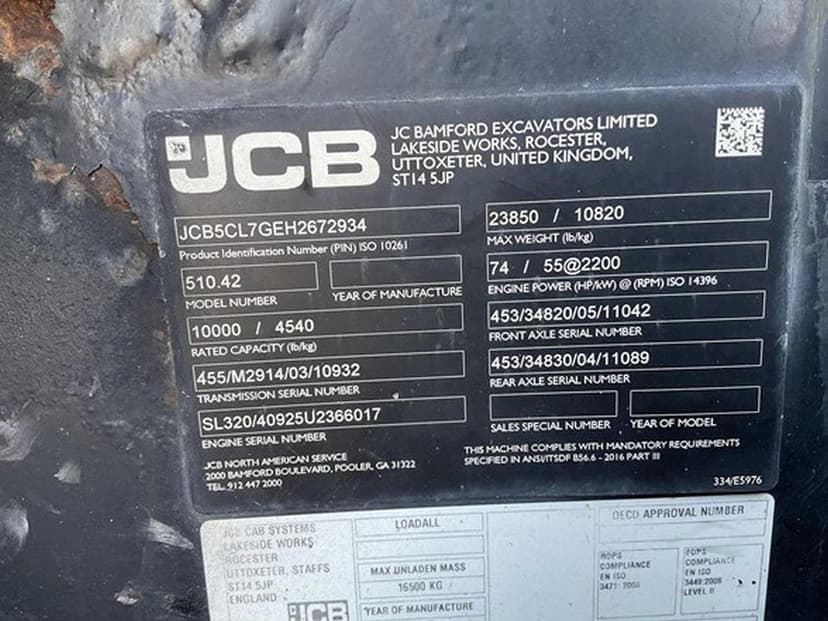 JCB
JC BAMFORD EXCAVATORS LIMITED
LAKESIDE WORKS, ROCESTER,
UTTOXETER, UNITED KINGDOM,
ST14 5JP
JCB5CL7GEH2672934
Product Identification Number (PIN) ISO 10261
510.42
MODEL NUMBER
YEAR OF MANUFACTURE
10000 / 4540
RATED CAPACITY (lb/kg)
455/M2914/03/10932
TRANSMISSION SERIAL NUMBER
SL320/40925U2366017
ENGINE SERIAL NUMBER
23850 / 10820
MAX WEIGHT (lb/kg)
74 / 55@2200
ENGINE POWER (HP/kW) @ (RPM) ISO 14396
453/34820/05/11042
FRONT AXLE SERIAL NUMBER
453/34830/04/11089
REAR AXLE SERIAL NUMBER
SALES SPECIAL NUMBER
YEAR OF MODEL
JCB NORTH AMERICAN SERVICE
2000 BAMFORD BOULEVARD, POOLER, GA 31322
TEL. 912 447 2000
THIS MACHINE COMPLIES WITH MANDATORY REQUIREMENTS
SPECIFIED IN ANSI/ITSDF B56.6 - 2016 PART III
334/E5976
JCB CAB SYSTEMS
LAKESIDE WORKS
ROCESTER
UTTOXETER, STAFFS
ST14 5JP
ENGLAND
JCB
LOADALL
MAX UNLADEN MASS
16500 KG
YEAR OF MANUFACTURE
OECD APPROVAL NUMBER
ROPS
COMPLIANCE
EN ISO
3471: 2008
FOPS
COMPLIANCE
EN ISO
3449:2008
LEVEL II